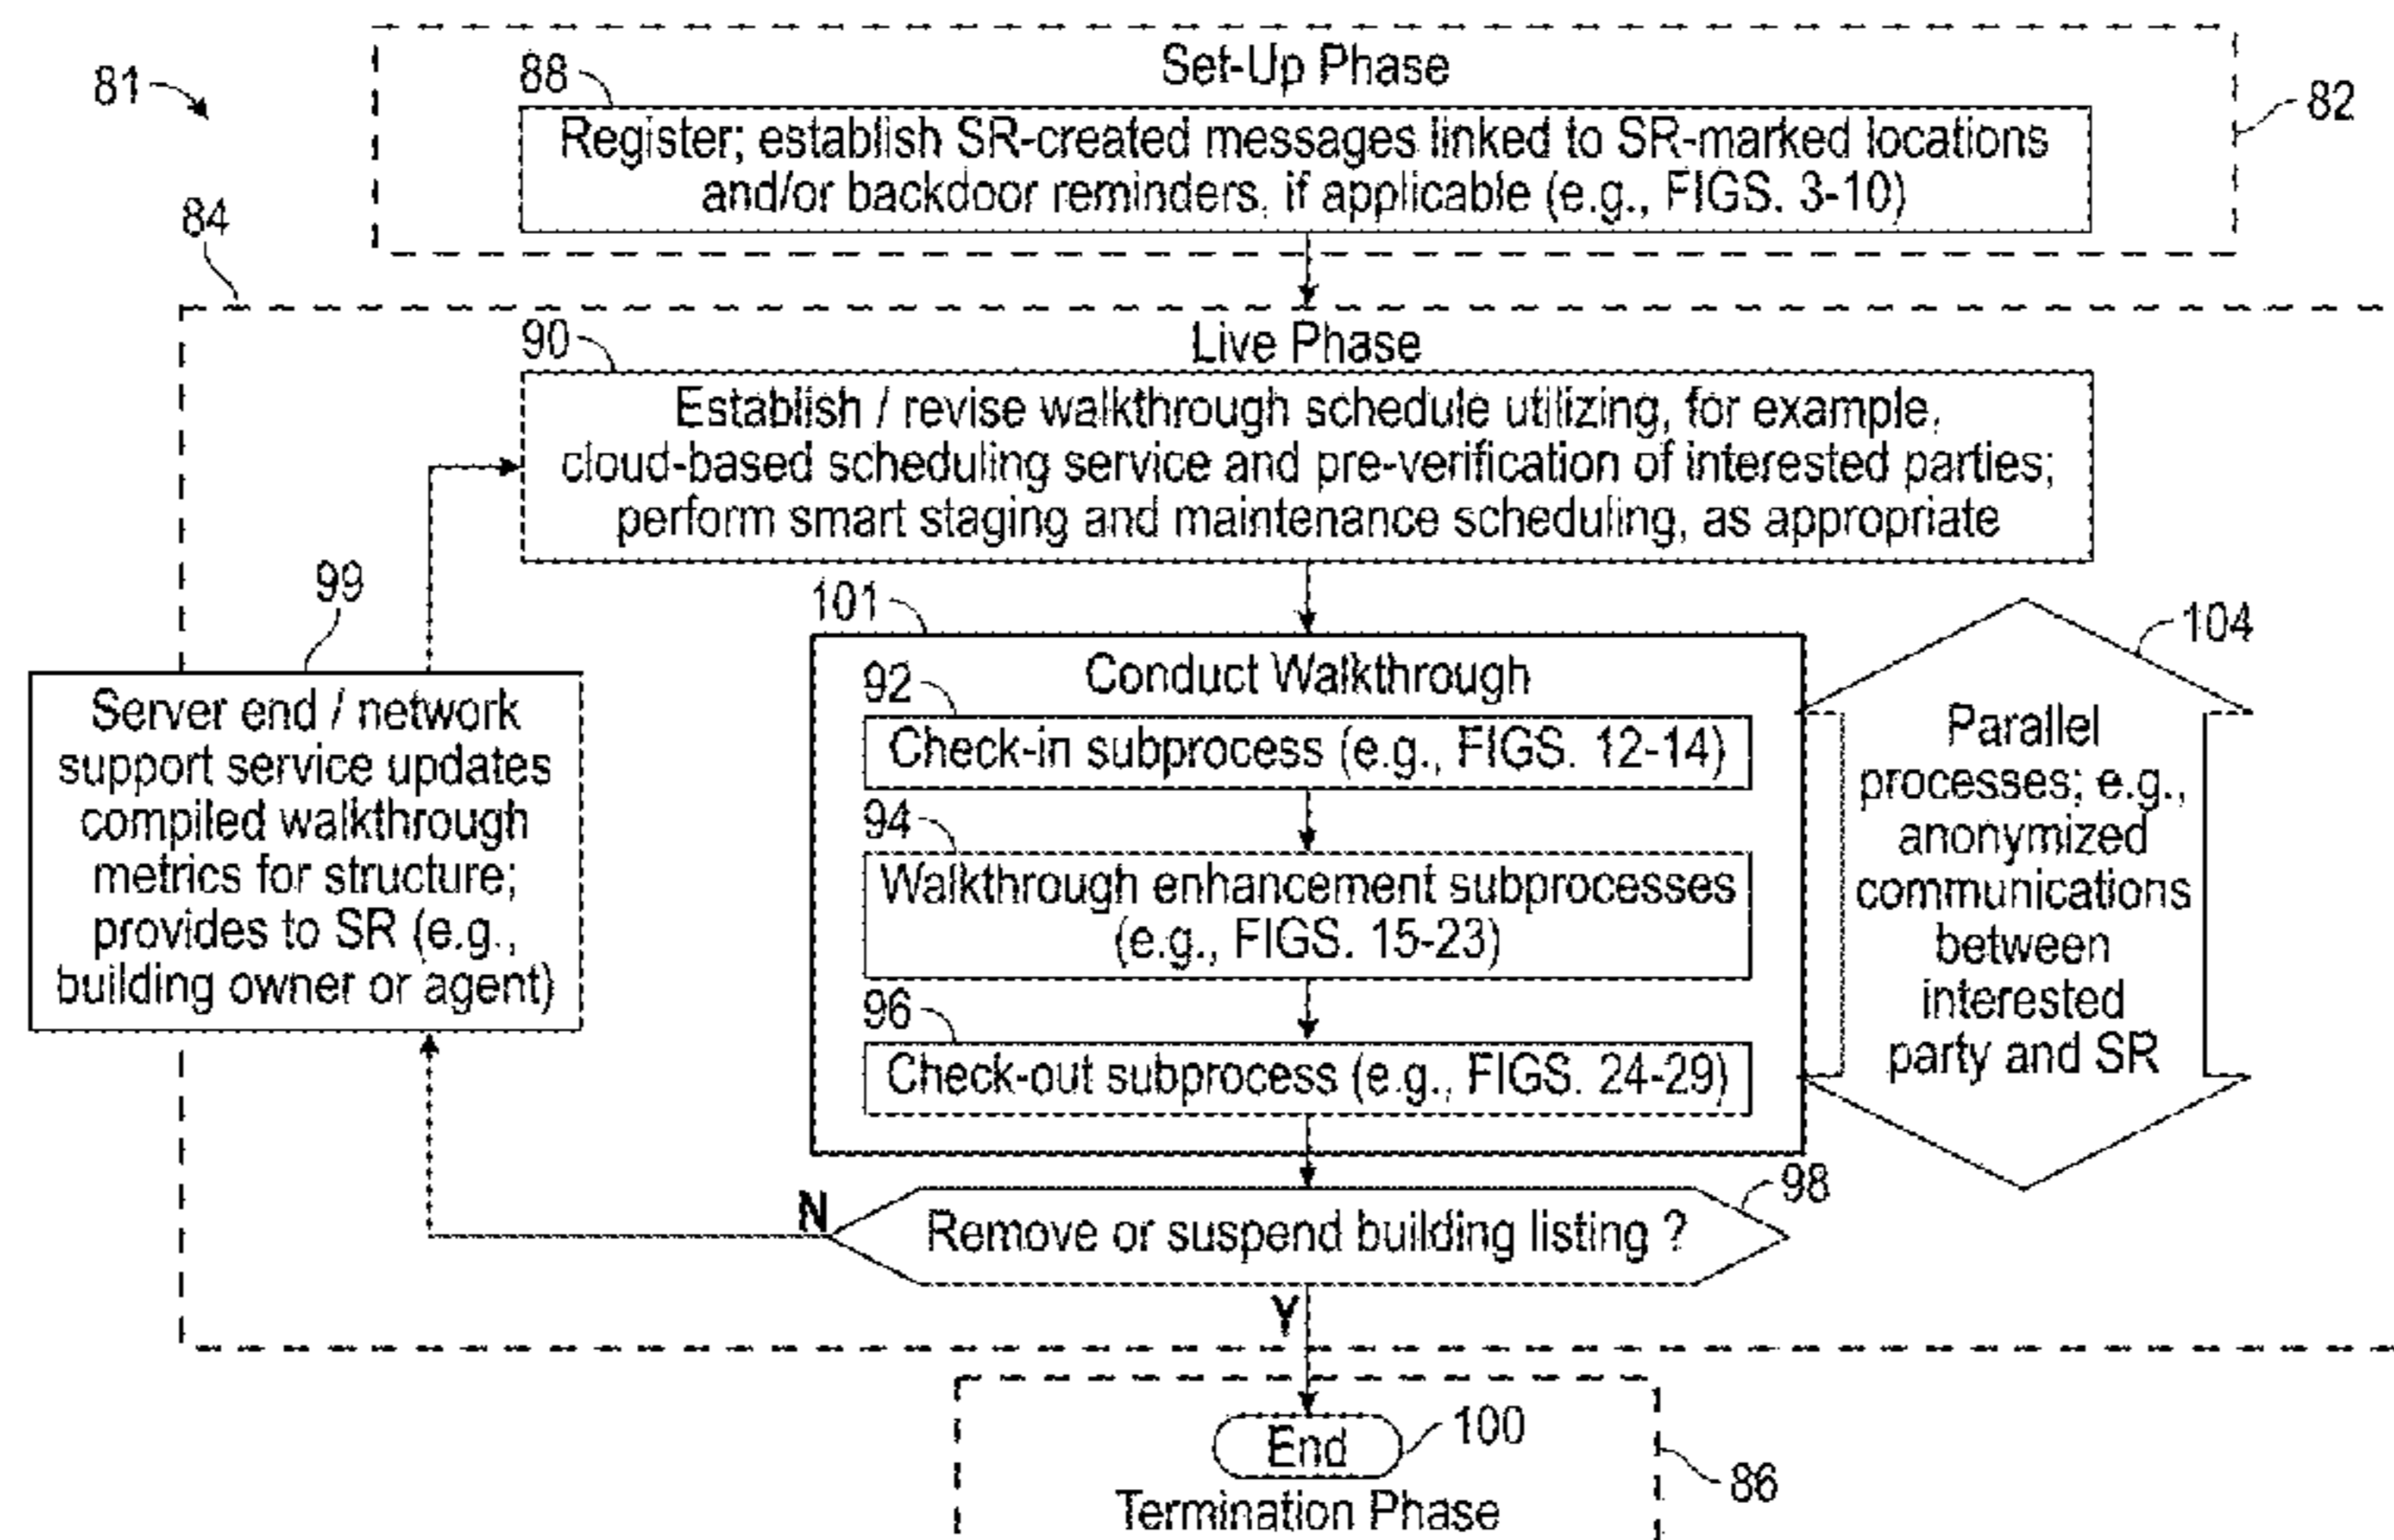 81
Set-Up Phase
82
88
Register; establish SR-created messages linked to SR-marked locations
and/or backdoor reminders, if applicable (e.g., FIGS. 3-10)
84
Live Phase
90
Establish / revise walkthrough schedule utilizing, for example,
cloud-based scheduling service and pre-verification of interested parties;
perform smart staging and maintenance scheduling, as appropriate
99
Server end / network
support service updates
compiled walkthrough
metrics for structure;
provides to SR (e.g.,
building owner or agent)
101
Conduct Walkthrough
92
Check-in subprocess (e.g., FIGS. 12-14)
94
Walkthrough enhancement subprocesses
(e.g., FIGS. 15-23)
96
Check-out subprocess (e.g., FIGS. 24-29)
104
Parallel
processes; e.g.,
anonymized
communications
between
interested
party and SR
98
Remove or suspend building listing ?
N
Y
End
100
86
Termination Phase